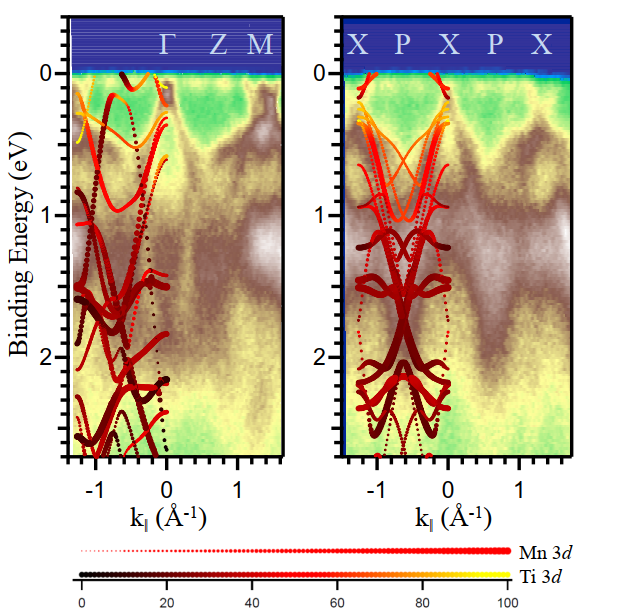 Γ Z M
X P X P X
0
1
2
Binding Energy (eV)
0
1
2
-1 0 1
-1 0 1
k∥ (Å-1)
k∥ (Å-1)
Mn 3d
Ti 3d
0 20 40 60 80 100